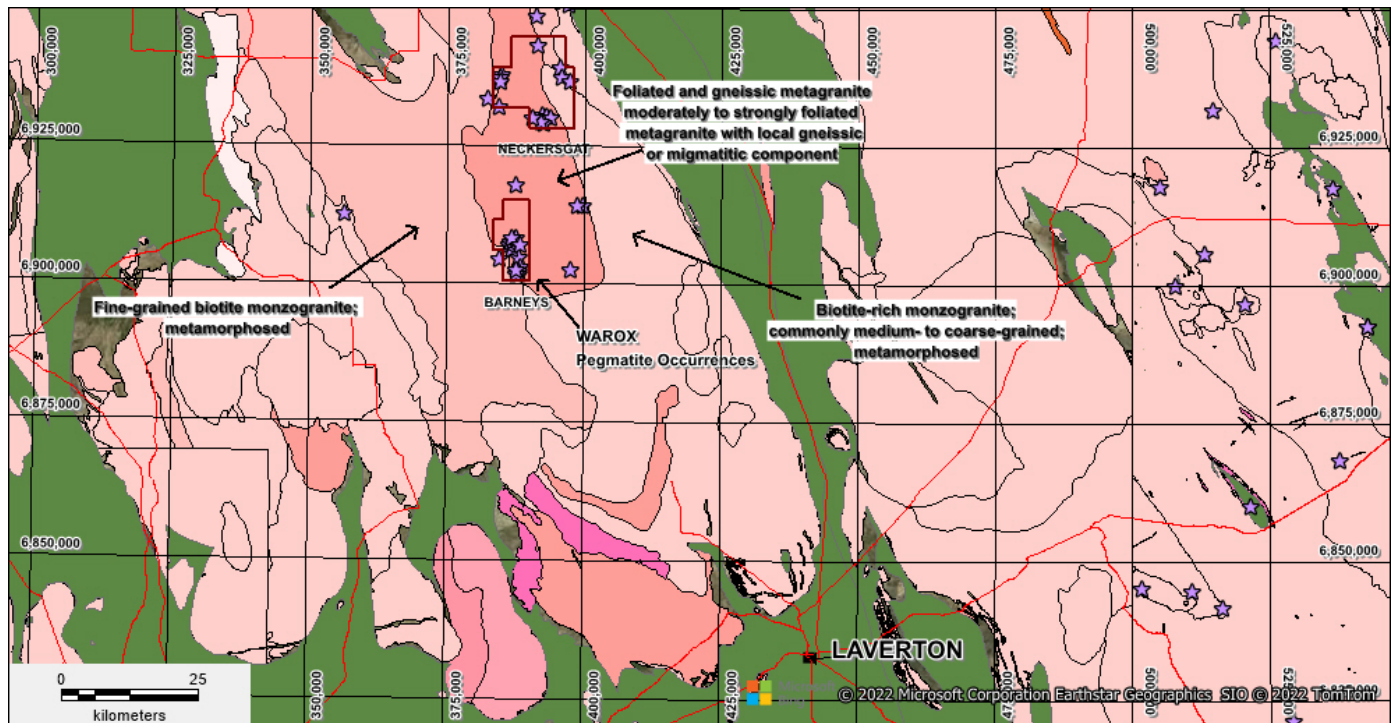 300,000
325,000
350,000
375,000
400,000
425,000
450,000
475,000
500,000
525,000
6,925,000
6,925,000
Foliated and gneissic metagranite
moderately to strongly foliated
metagranite with local gneissic
or migmatitic component
NECKERSGAT
6,900,000
6,900,000
Fine-grained biotite monzogranite;
metamorphosed
BARNEYS
WAROX
Pegmatite Occurrences
Biotite-rich monzogranite;
commonly medium- to coarse-grained;
metamorphosed
6,875,000
6,875,000
6,850,000
6,850,000
LAVERTON
0 25
kilometers
350,000
375,000
400,000
425,000
500,000
© 2022 Microsoft Corporation Earthstar Geographics SIO © 2022 TomTom